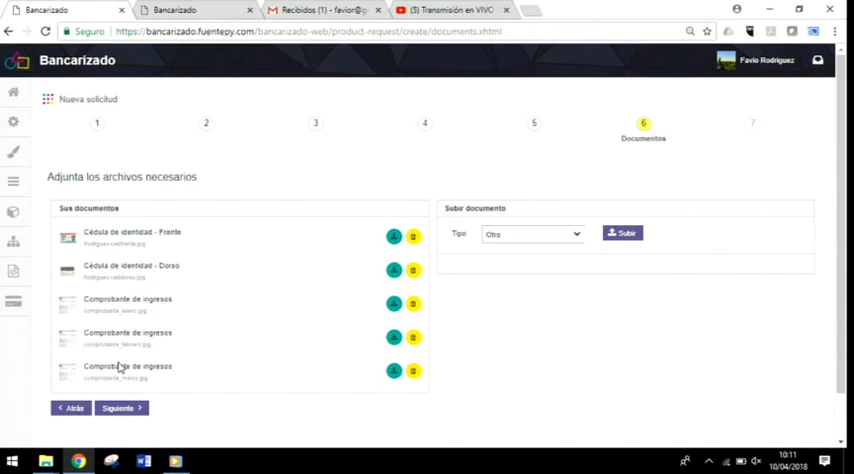 Bancarizado
Bancarizado
Recibidos (1) - favior@g
(5) Transmisión en VIVO
Seguro
https://bancarizado.fuentepy.com/bancarizado-web/product-request/create/documents.xhtml
Bancarizado
Favio Rodriguez
Nueva solicitud
1 2 3 4 5 6 7
Documentos
Adjunta los archivos necesarios
Sus documentos
Cédula de identidad - Frente
Cédula de identidad - Dorso
Comprobante de ingresos
comprobante_enero.jpg
Comprobante de ingresos
comprobante_febrero.jpg
Comprobante de ingresos
comprobante_marzo.jpg
Subir documento
Tipo
Otro
Subir
Atrás
Siguiente
10:11
10/04/2018